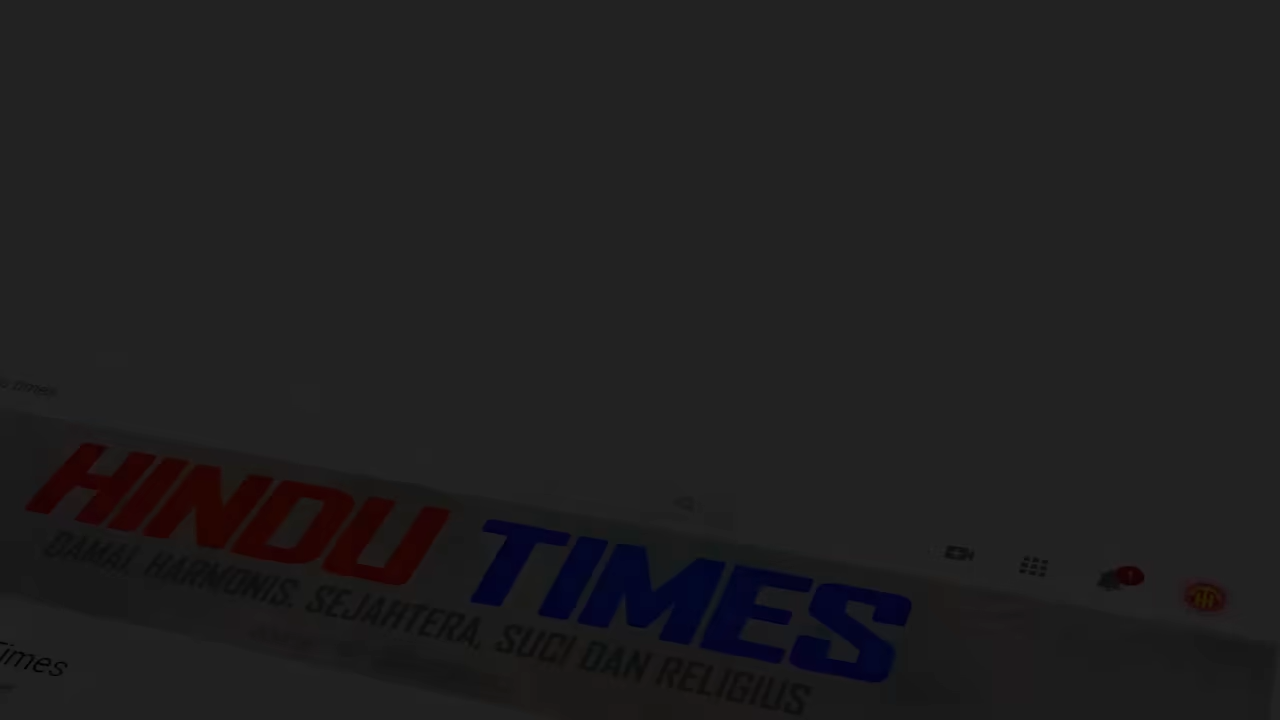 HINDU TIMES
DAMAI, HARMONIS, SEJAHTERA, SUCI DAN RELIGIUS
Times